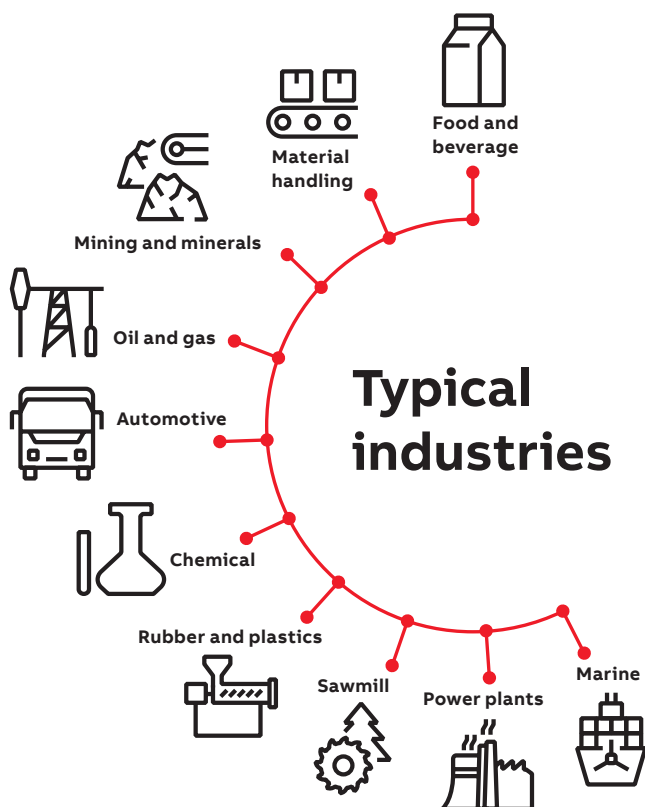 Food and
beverage
Material
handling
Mining and minerals
Oil and gas
Automotive
Typical
industries
Chemical
Rubber and plastics
Sawmill
Power plants
Marine